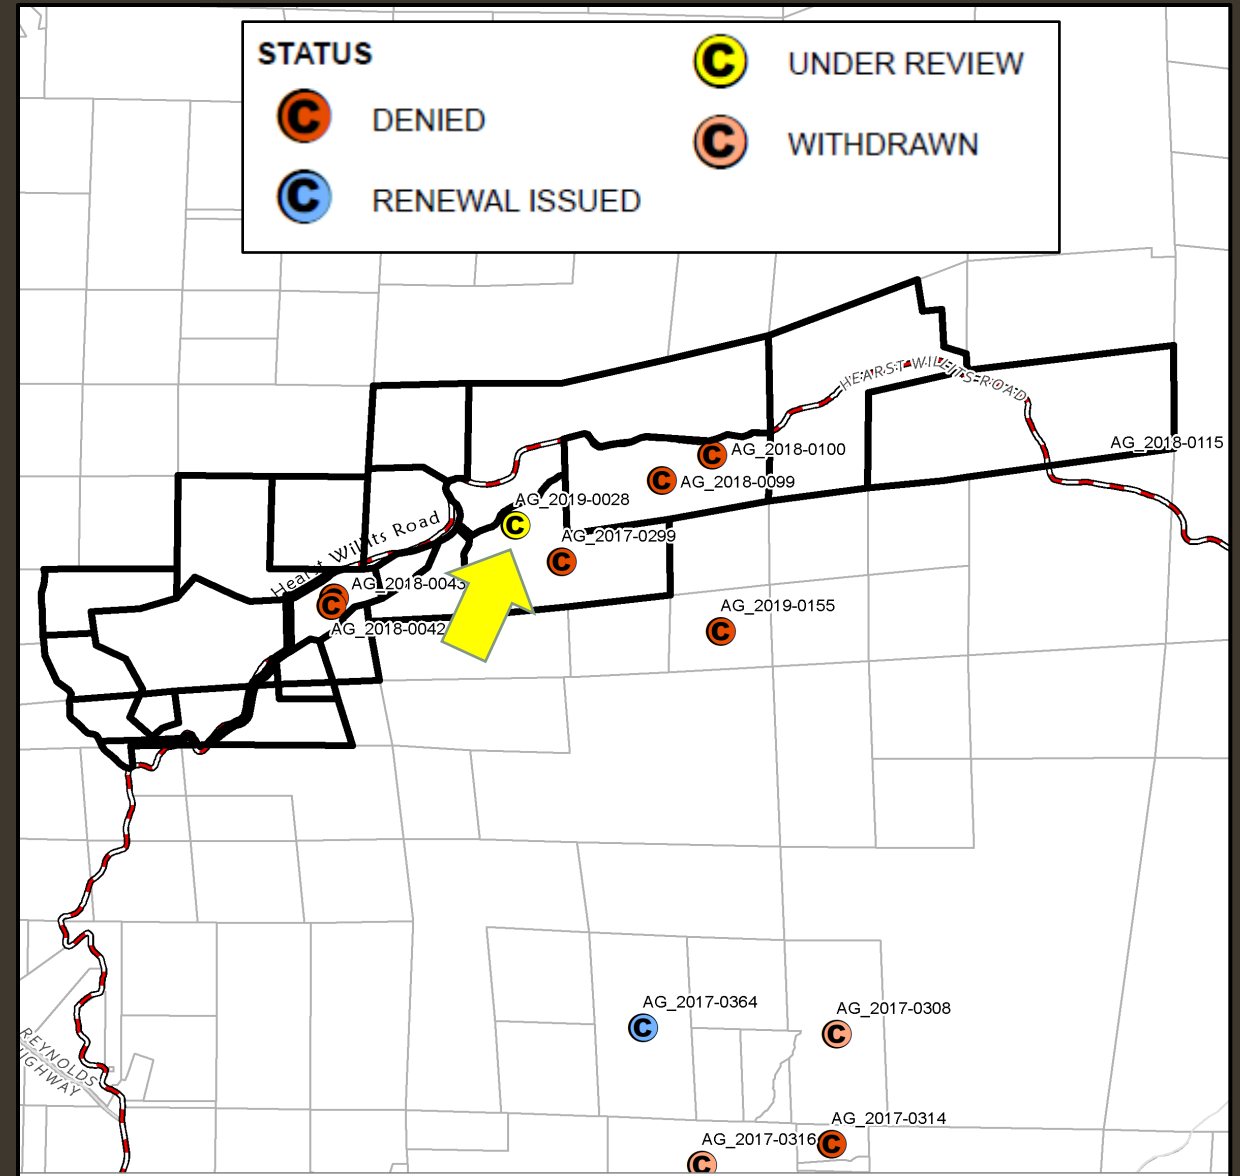 STATUS
C DENIED
C RENEWAL ISSUED
C UNDER REVIEW
C WITHDRAWN
HEARST WILLITS ROAD
AG_2018-0115
C AG_2018-0100
C AG_2018-0099
AG_2019-0028
C
AG_2017-0299
C
Hearst Willits Road
AG_2018-0043
C
AG_2018-0042
AG_2019-0155
C
AG_2017-0364
C
AG_2017-0308
C
REYNOLDS
HIGHWAY
AG_2017-0314
C
AG_2017-0316
C